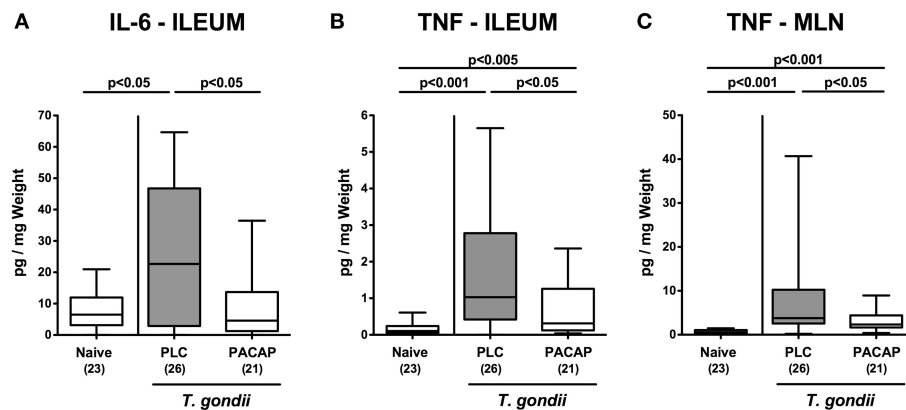 A IL-6 - ILEUM
p<0.05 p<0.05
pg / mg Weight
70
60
50
40
30
20
10
0
Naive PLC PACAP
(23) (26) (21)
T. gondii
B TNF - ILEUM
p<0.005
p<0.001 p<0.05
pg / mg Weight
6
5
4
3
2
1
0
Naive PLC PACAP
(23) (26) (21)
T. gondii
C TNF - MLN
p<0.001
p<0.001 p<0.05
pg / mg Weight
50
40
30
20
10
0
Naive PLC PACAP
(23) (26) (21)
T. gondii